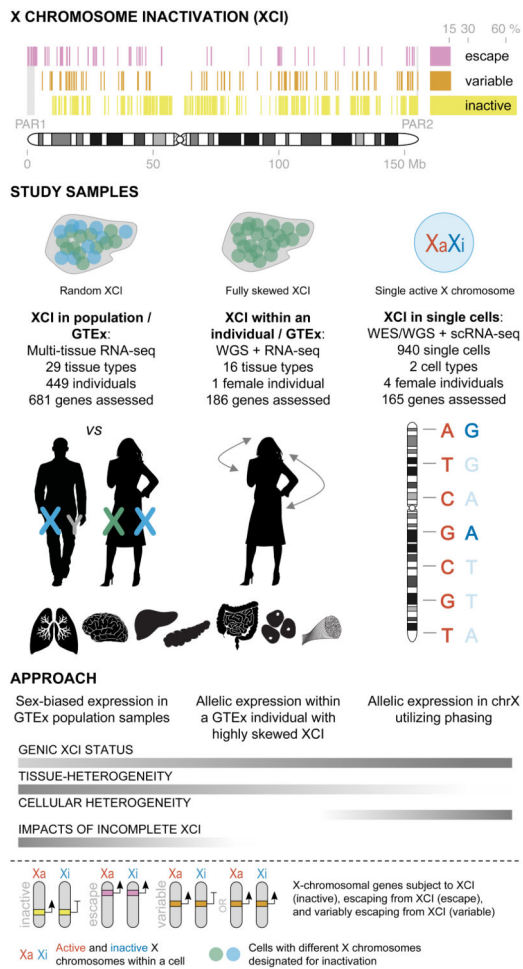 X CHROMOSOME INACTIVATION (XCI)
15 30 60 %
escape
variable
inactive
PAR1 PAR2
0 50 100 150 Mb
STUDY SAMPLES
XaXi
Random XCI
Fully skewed XCI
Single active X chromosome
XCI in population /
GTEx:
Multi-tissue RNA-seq
29 tissue types
449 individuals
681 genes assessed
XCI within an
individual / GTEx:
WGS + RNA-seq
16 tissue types
1 female individual
186 genes assessed
XCI in single cells:
WES/WGS + scRNA-seq
940 single cells
2 cell types
4 female individuals
165 genes assessed
vs
X Y X X
A G
T G
C A
G A
C T
G T
T A
APPROACH
Sex-biased expression in
GTEx population samples
Allelic expression within
a GTEx individual with
highly skewed XCI
Allelic expression in chrX
utilizing phasing
GENIC XCI STATUS
TISSUE-HETEROGENEITY
CELLULAR HETEROGENEITY
IMPACTS OF INCOMPLETE XCI
inactive
Xa Xi
escape
Xa Xi
variable
Xa Xi
OR
Xa Xi
X-chromosomal genes subject to XCI
(inactive), escaping from XCI (escape),
and variably escaping from XCI (variable)
Xa Xi
Active and inactive X
chromosomes within a cell
Cells with different X chromosomes
designated for inactivation